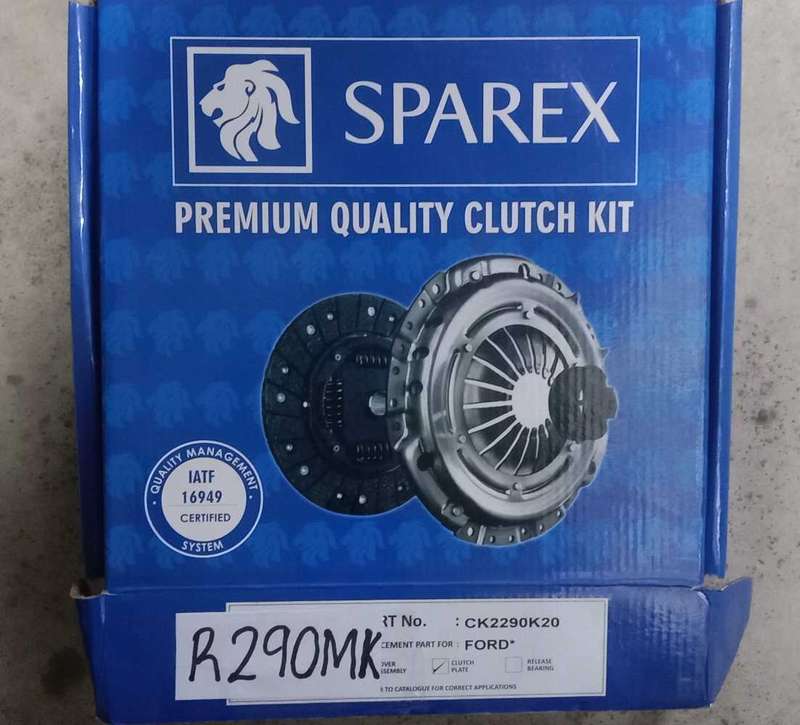 SPAREX
PREMIUM QUALITY CLUTCH KIT
QUALITY MANAGEMENT
IATF
16949
CERTIFIED
SYSTEM
RT No. : CK2290K20
CEMENT PART FOR : FORD*
OVER CLUTCH RELEASE
SSEMBLY PLATE BEARING
TO CATALOGUE FOR CORRECT APPLICATIONS
R290MK